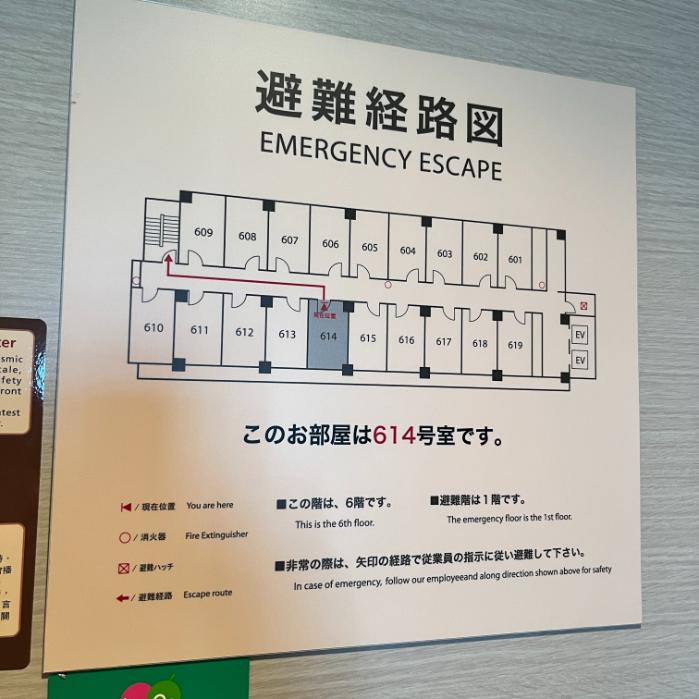 避難経路図
EMERGENCY ESCAPE
609 608 607 606 605 604 603 602 601
現在位置
610 611 612 613 614 615 616 617 618 619
EV
EV
このお部屋は614号室です。
/ 現在位置 You are here
■この階は、6階です。
This is the 6th floor.
■避難階は1階です。
The emergency floor is the 1st floor.
/ 消火器 Fire Extinguisher
/ 避難ハッチ
■非常の際は、矢印の経路で従業員の指示に従い避難して下さい。
In case of emergency, follow our employeeand along direction shown above for safety
/ 避難経路 Escape route